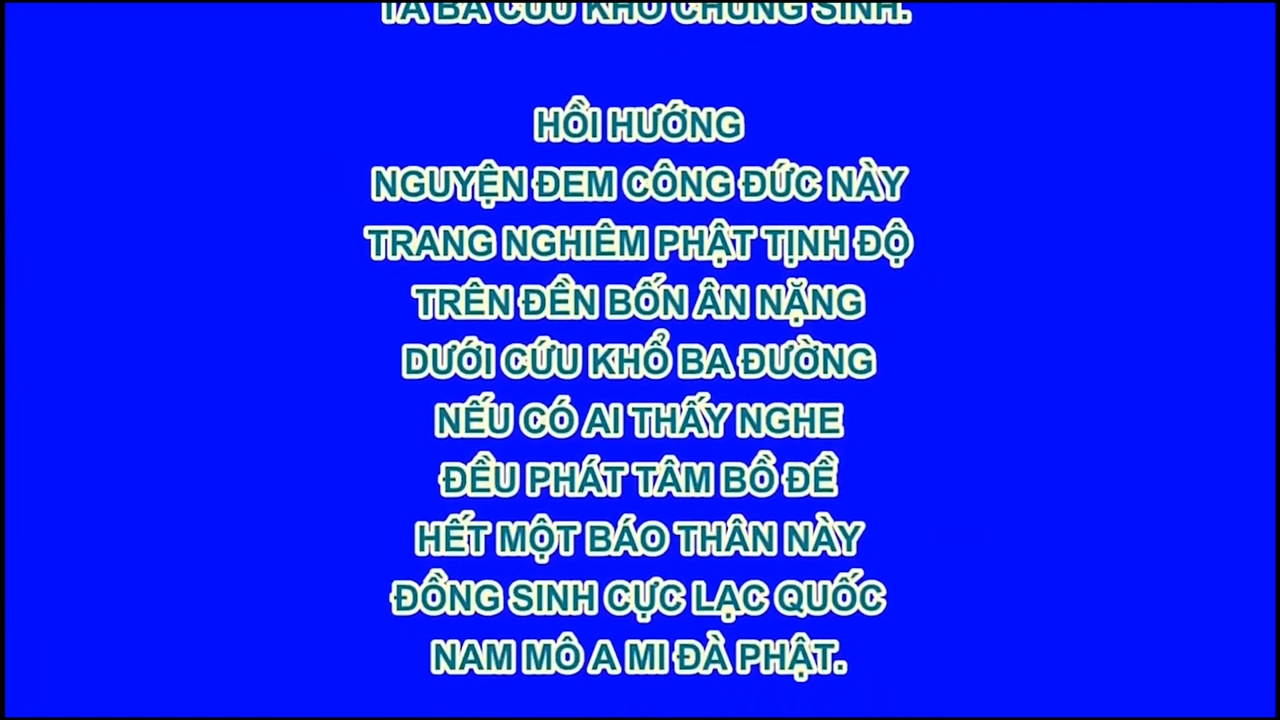 TA BÀ CỨU KHỔ CHÚNG SINH.
HỒI HƯỚNG
NGUYỆN ĐEM CÔNG ĐỨC NÀY
TRANG NGHIÊM PHẬT TỊNH ĐỘ
TRÊN ĐỀN BỐN ÂN NẶNG
DƯỚI CỨU KHỔ BA ĐƯỜNG
NẾU CÓ AI THẤY NGHE
ĐỀU PHÁT TÂM BỒ ĐỀ
HẾT MỘT BÁO THÂN NÀY
ĐỒNG SINH CỰC LẠC QUỐC
NAM MÔ A MI ĐÀ PHẬT.